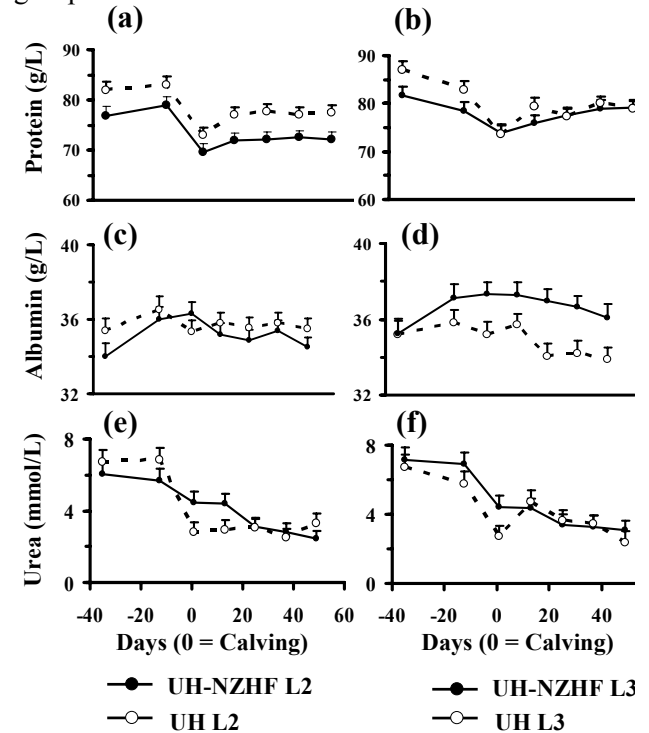 (a) (b)
90 90
Protein (g/L)
80 80
70 70
60 60
(c) (d)
40 40
Albumin (g/L)
36 36
32 32
(e) (f)
8 8
Urea (mmol/L)
4 4
0 0
-40 -20 0 20 40 60 -40 -20 0 20 40
Days (0 = Calving) Days (0 = Calving)
UH-NZHF L2 UH-NZHF L3
UH L2 UH L3